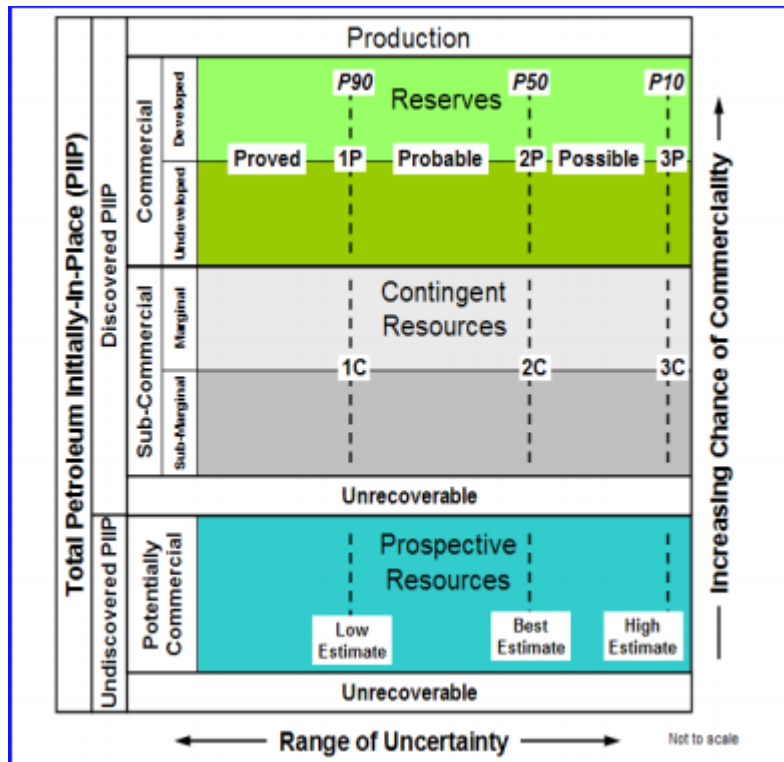 Production
Total Petroleum Initially-In-Place (PIIP)
Discovered PIIP
Commercial
Developed
P90
P50
P10
Reserves
Proved
1P
Probable
2P
Possible
3P
Undeveloped
Sub-Commercial
Marginal
Contingent
Resources
1C
2C
3C
Sub-Marginal
Unrecoverable
Undiscovered PIIP
Potentially
Commercial
Prospective
Resources
Low
Estimate
Best
Estimate
High
Estimate
Unrecoverable
Increasing Chance of Commerciality
Range of Uncertainty
Not to scale